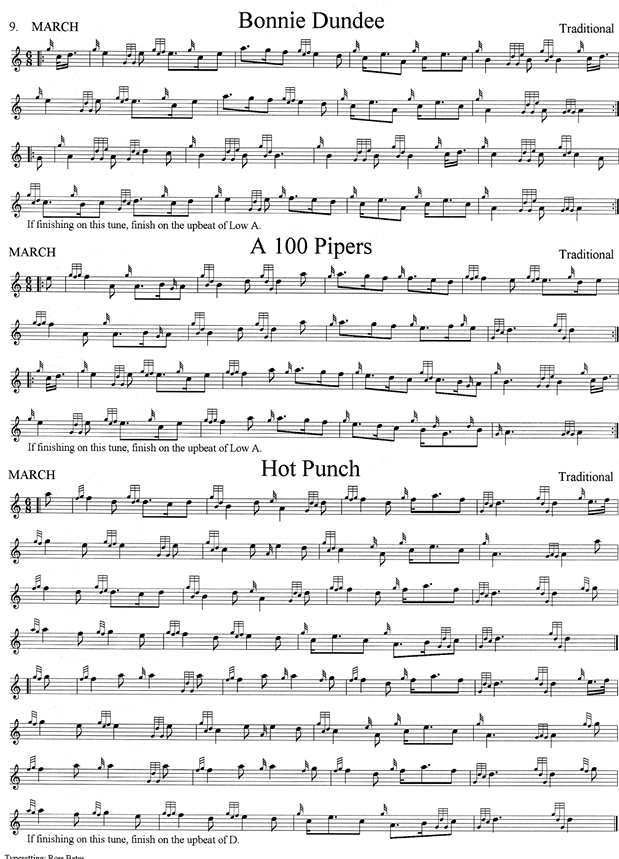 Bonnie Dundee
9. MARCH
Traditional
If finishing on this tune, finish on the upbeat of Low A.
A 100 Pipers
MARCH
Traditional
If finishing on this tune, finish on the upbeat of Low A.
Hot Punch
MARCH
Traditional
If finishing on this tune, finish on the upbeat of D.
Typesetting: Ross Bates